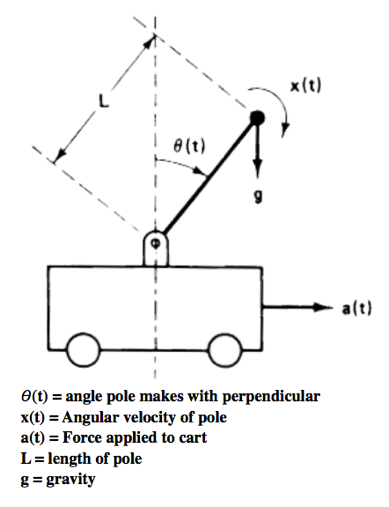 x(t)
L
θ(t)
g
a(t)
θ(t) = angle pole makes with perpendicular
x(t) = Angular velocity of pole
a(t) = Force applied to cart
L = length of pole
g = gravity